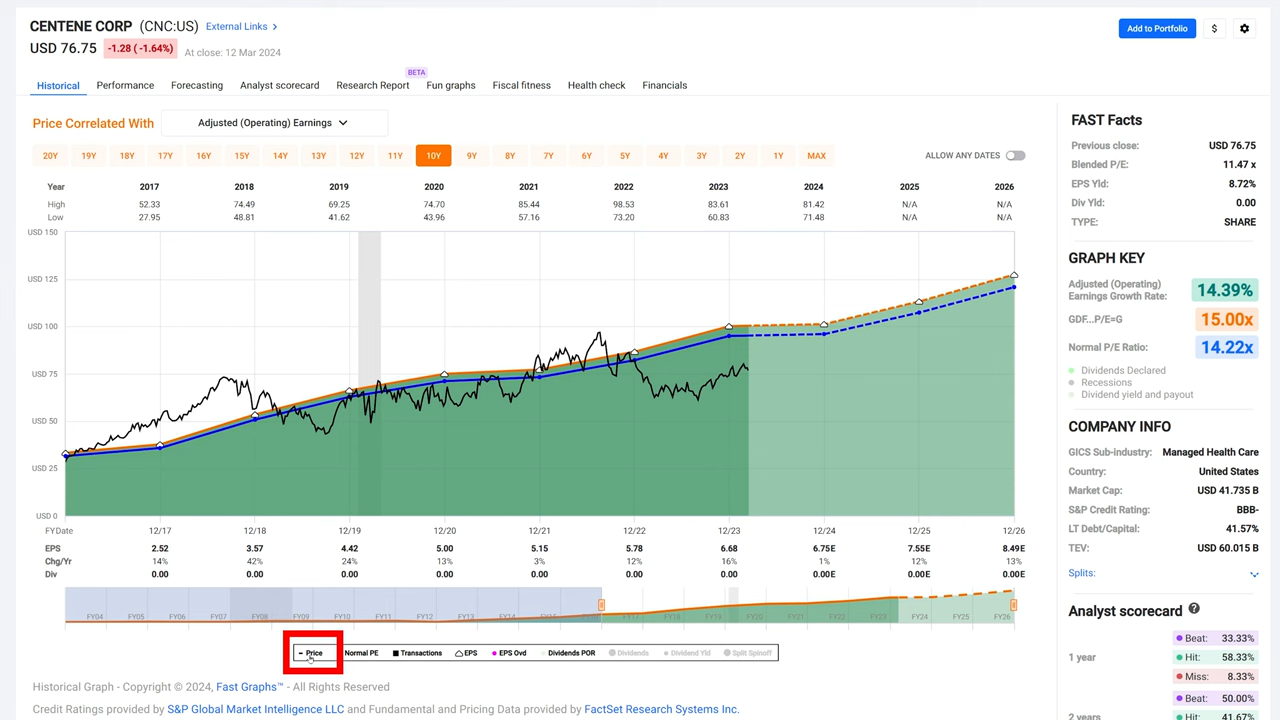 CENTENE CORP (CNC:US) External Links >
USD 76.75 -1.28 ( -1.64%) At close: 12 Mar 2024
Add to Portfolio $
BETA
Historical Performance Forecasting Analyst scorecard Research Report Fun graphs Fiscal fitness Health check Financials
Price Correlated With Adjusted (Operating) Earnings
20Y 19Y 18Y 17Y 16Y 15Y 14Y 13Y 12Y 11Y 10Y 9Y 8Y 7Y 6Y 5Y 4Y 3Y 2Y 1Y MAX ALLOW ANY DATES
Year 2017 2018 2019 2020 2021 2022 2023 2024 2025 2026
High 52.33 74.49 69.25 74.70 85.44 98.53 83.61 81.42 N/A N/A
Low 27.95 48.81 41.62 43.96 57.16 73.20 60.83 71.48 N/A N/A
USD 150
USD 125
USD 100
USD 75
USD 50
USD 25
USD 0
FYDate 12/17 12/18 12/19 12/20 12/21 12/22 12/23 12/24 12/25 12/26
EPS 2.52 3.57 4.42 5.00 5.15 5.78 6.68 6.75E 7.55E 8.49E
Chg/Yr 14% 42% 24% 13% 3% 12% 16% 1% 12% 13%
Div 0.00 0.00 0.00 0.00 0.00 0.00 0.00 0.00E 0.00E 0.00E
FY04 FY05 FY06 FY07 FY08 FY09 FY10 FY11 FY12 FY13 FY14 FY15 FY16 FY17 FY18 FY19 FY20 FY21 FY22 FY23 FY24 FY25 FY26
Price Normal PE Transactions EPS EPS Ovd Dividends POR Dividends Dividend Yld Split Spinoff
Historical Graph - Copyright © 2024, Fast Graphs™ - All Rights Reserved
Credit Ratings provided by S&P Global Market Intelligence LLC and Fundamental and Pricing Data provided by FactSet Research Systems Inc.
FAST Facts
Previous close: USD 76.75
Blended P/E: 11.47 x
EPS Yld: 8.72%
Div Yld: 0.00
TYPE: SHARE
GRAPH KEY
Adjusted (Operating)
Earnings Growth Rate: 14.39%
GDF...P/E=G 15.00x
Normal P/E Ratio: 14.22x
Dividends Declared
Recessions
Dividend yield and payout
COMPANY INFO
GICS Sub-industry: Managed Health Care
Country: United States
Market Cap: USD 41.735 B
S&P Credit Rating: BBB-
LT Debt/Capital: 41.57%
TEV: USD 60.015 B
Splits:
Analyst scorecard ?
Beat: 33.33%
1 year Hit: 58.33%
Miss: 8.33%
Beat: 50.00%
2 years Hit: 41.67%